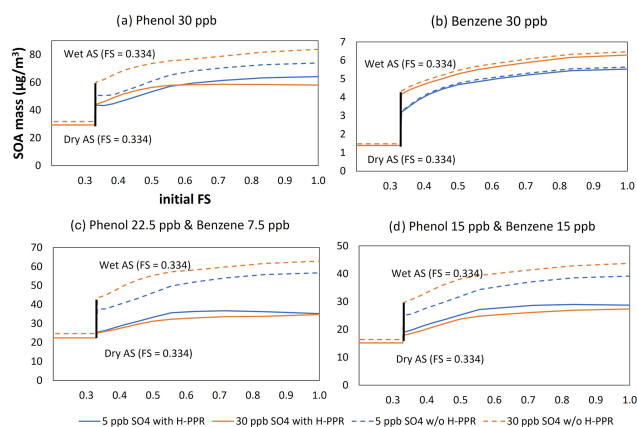 (a) Phenol 30 ppb
SOA mass (µg/m³)
80
60
40
20
0
Wet AS (FS = 0.334)
Dry AS (FS = 0.334)
0.3 0.4 0.5 0.6 0.7 0.8 0.9 1.0
initial FS
(b) Benzene 30 ppb
7
6
5
4
3
2
1
0
Wet AS (FS = 0.334)
Dry AS (FS = 0.334)
0.3 0.4 0.5 0.6 0.7 0.8 0.9 1.0
(c) Phenol 22.5 ppb & Benzene 7.5 ppb
70
60
50
40
30
20
10
0
Wet AS (FS = 0.334)
Dry AS (FS = 0.334)
0.3 0.4 0.5 0.6 0.7 0.8 0.9 1.0
(d) Phenol 15 ppb & Benzene 15 ppb
50
40
30
20
10
0
Wet AS (FS = 0.334)
Dry AS (FS = 0.334)
0.3 0.4 0.5 0.6 0.7 0.8 0.9 1.0
5 ppb SO4 with H-PPR 30 ppb SO4 with H-PPR 5 ppb SO4 w/o H-PPR 30 ppb SO4 w/o H-PPR